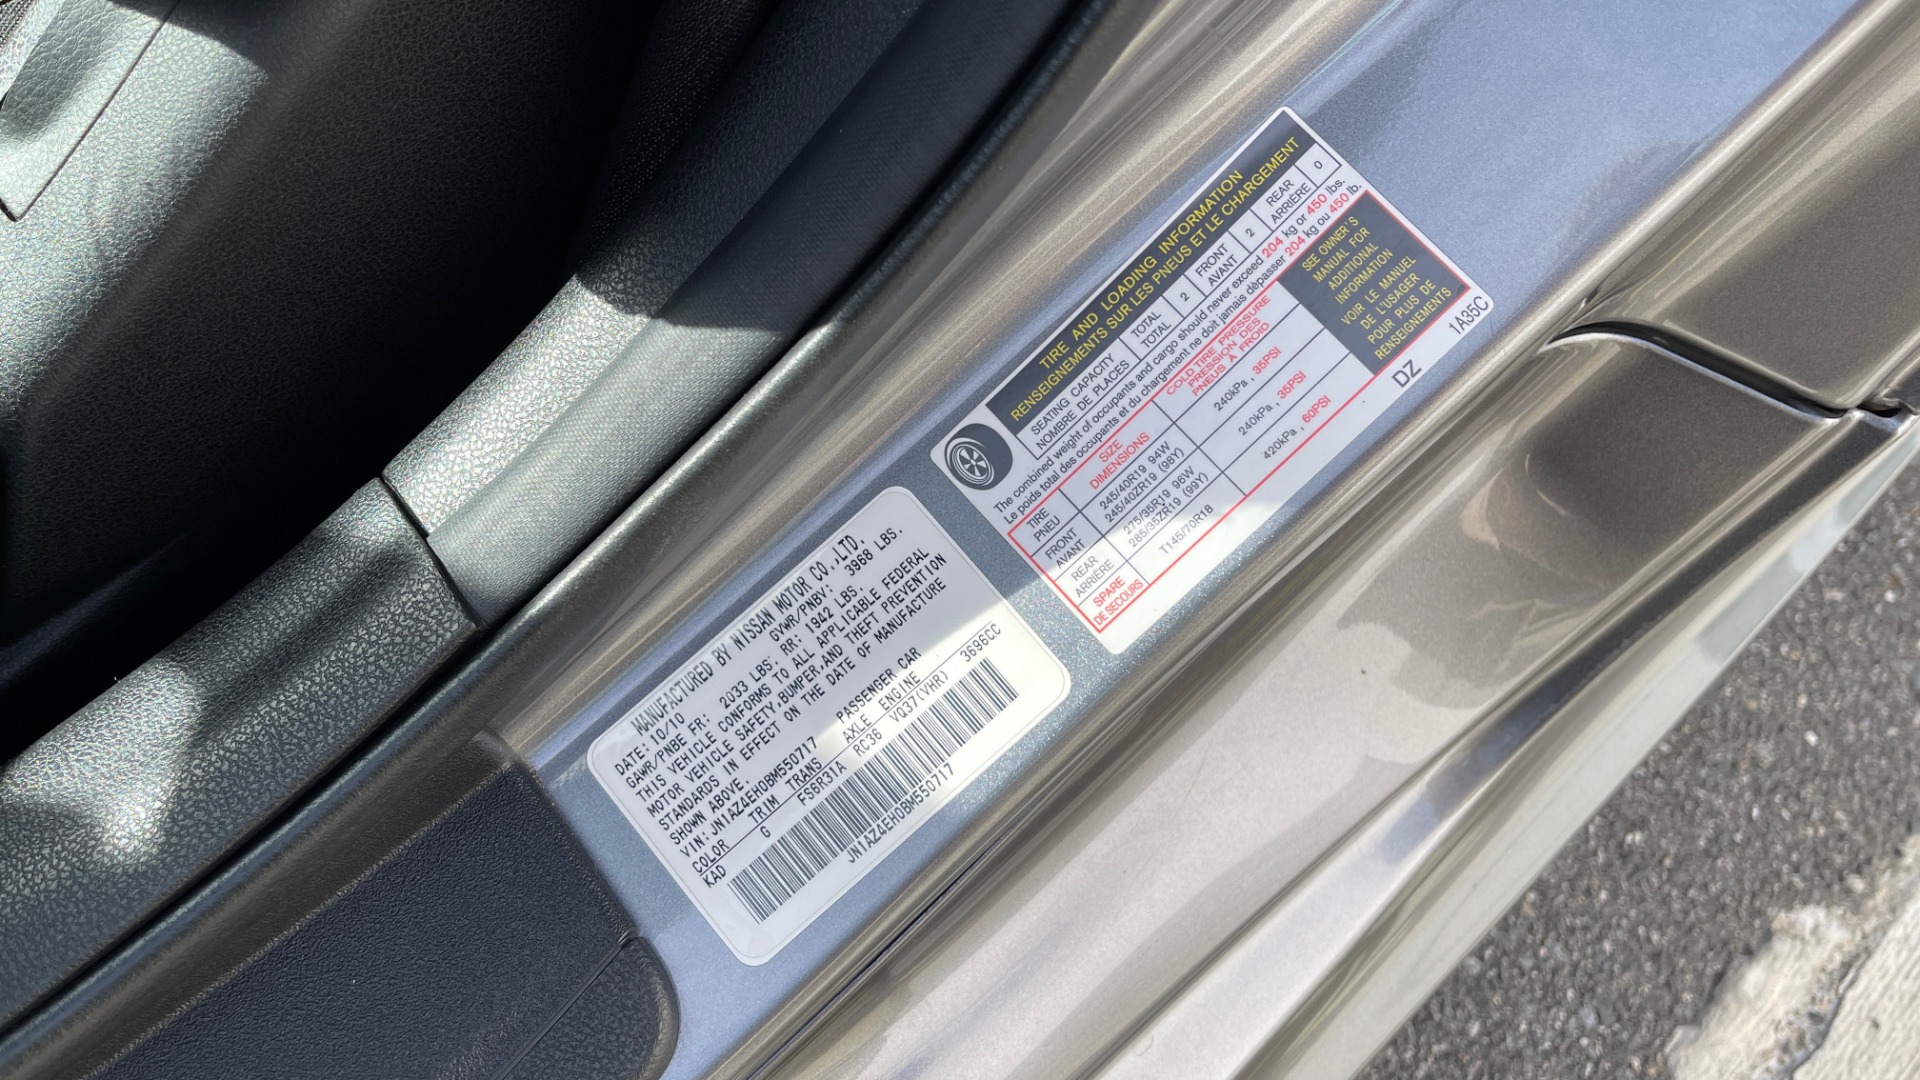 MANUFACTURED BY NISSAN MOTOR CO.,LTD.
DATE:10/10 GVWR/PNBV: 3968 LBS.
GAWR/PNBE FR: 2033 LBS: RR: 1942 LBS.
THIS VEHICLE CONFORMS TO ALL APPLICABLE FEDERAL
MOTOR VEHICLE SAFETY,BUMPER,AND THEFT PREVENTION
STANDARDS IN EFFECT ON THE DATE OF MANUFACTURE
SHOWN ABOVE.
VIN:JN1AZ4EH0BM550717 PASSENGER CAR
COLOR TRIM TRANS AXLE ENGINE
KAD G FS6R31A RC36 VQ37(VHR) 3696CC
JN1AZ4EH0BM550717
TIRE AND LOADING INFORMATION
RENSEIGNEMENTS SUR LES PNEUS ET LE CHARGEMENT
SEATING CAPACITY TOTAL 2 FRONT 2 REAR 0
NOMBRE DE PLACES TOTAL AVANT ARRIÈRE
The combined weight of occupants and cargo should never exceed 204 kg or 450 lbs.
Le poids total des occupants et du chargement ne doit jamais dépasser 204 kg ou 450 lb.
TIRE SIZE COLD TIRE PRESSURE
PNEU DIMENSIONS PRESSION DES
PNEUS À FROID
FRONT 245/40R19 94W 240kPa , 35PSI
AVANT 245/40ZR19 (98Y)
REAR 275/35R19 96W 240kPa , 35PSI
ARRIÈRE 285/35ZR19 (99Y)
SPARE T145/70R18 420kPa , 60PSI
DE SECOURS
SEE OWNER'S
MANUAL FOR
ADDITIONAL
INFORMATION
VOIR LE MANUEL
DE L'USAGER
POUR PLUS DE
RENSEIGNEMENTS
DZ 1A35C